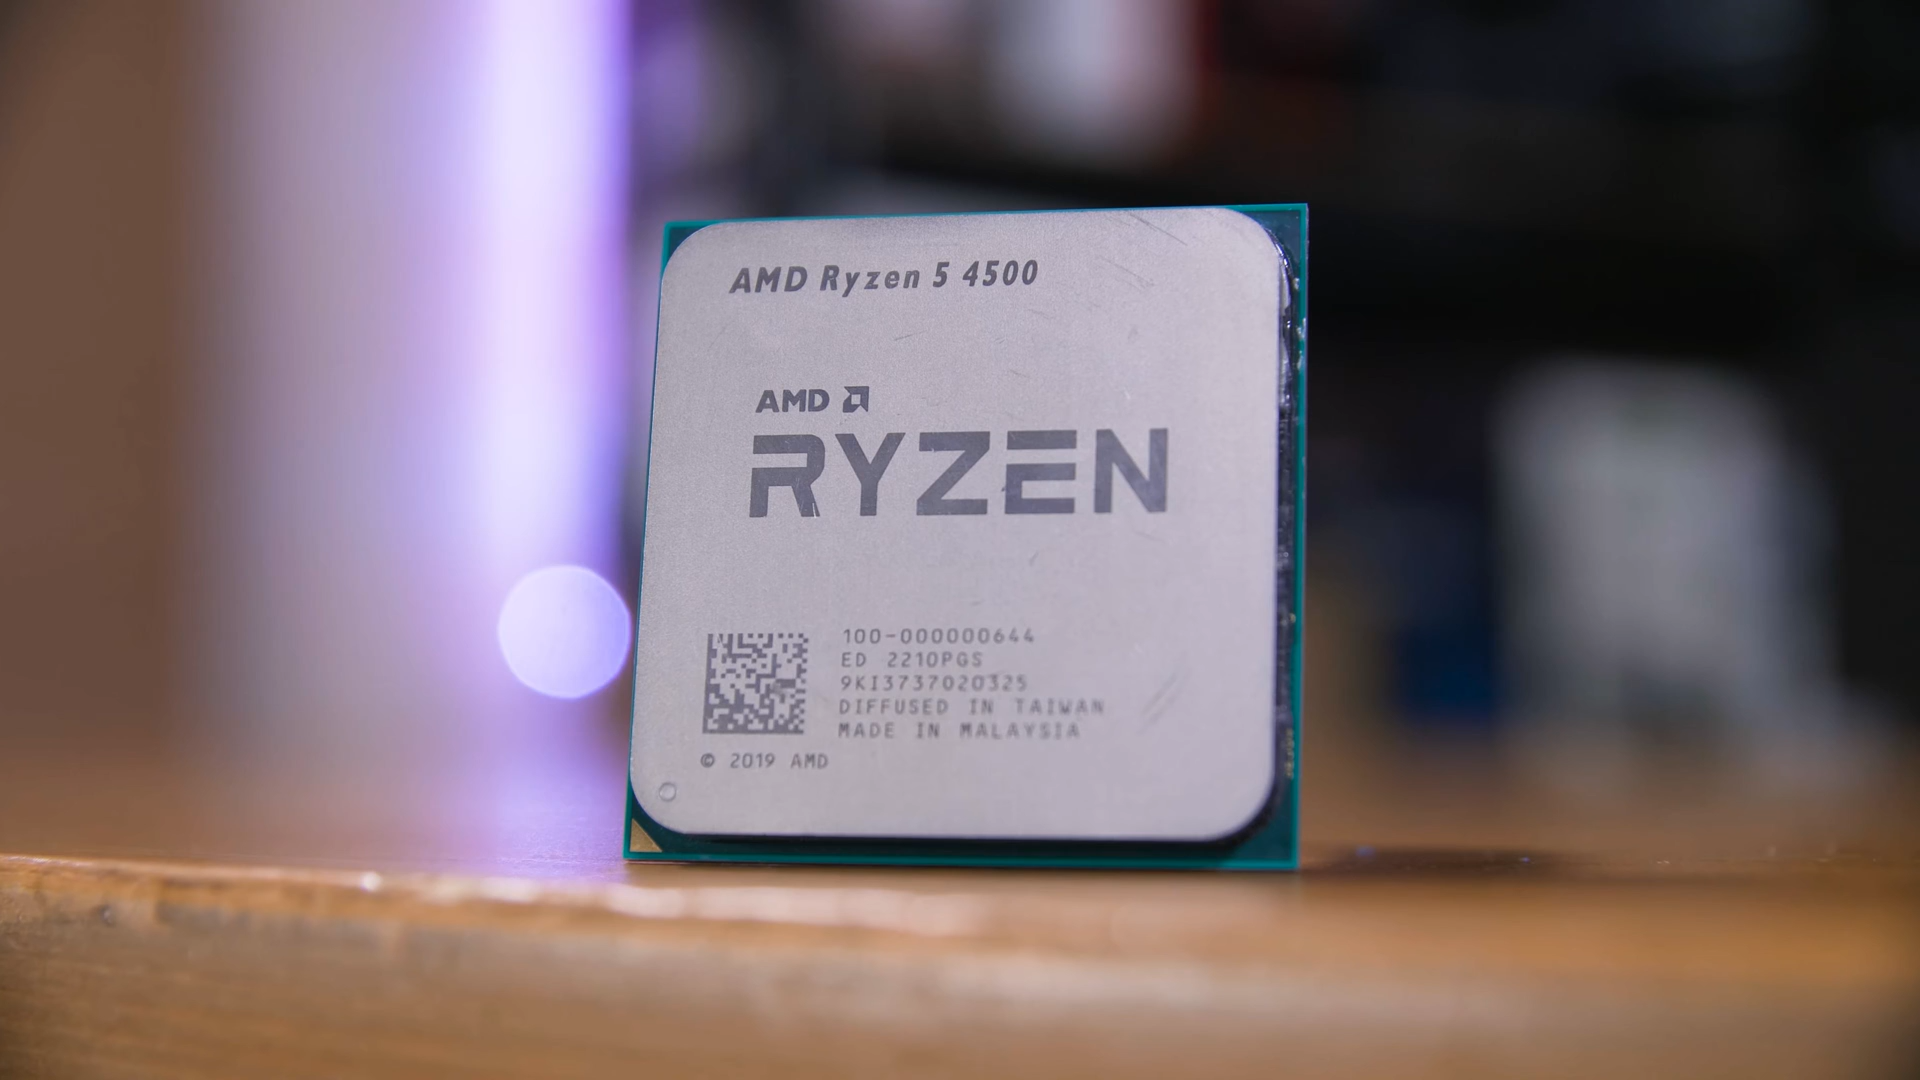 AMD Ryzen 5 4500
AMD
RYZEN
100-000000644
ED 2210PGS
9KI3737020325
DIFFUSED IN TAIWAN
MADE IN MALAYSIA
© 2019 AMD